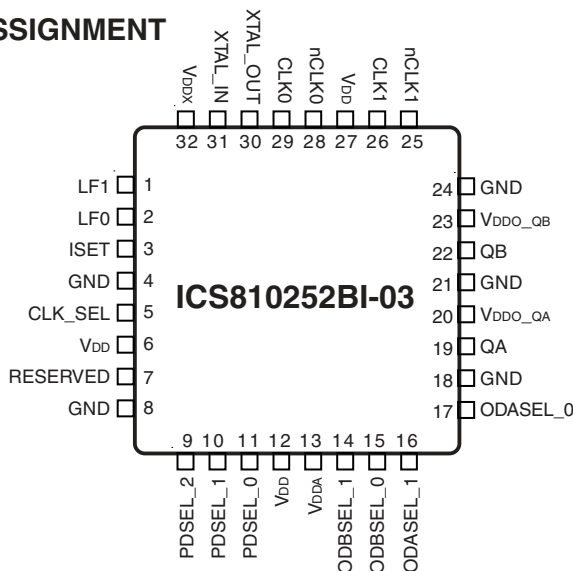 SSIGNMENT
VDDX
XTAL_IN
XTAL_OUT
CLK0
nCLK0
VDD
CLK1
nCLK1
32 31 30 29 28 27 26 25
LF1 1
LF0 2
ISET 3
GND 4
CLK_SEL 5
VDD 6
RESERVED 7
GND 8
ICS810252BI-03
24 GND
23 VDDO_QB
22 QB
21 GND
20 VDDO_QA
19 QA
18 GND
17 ODASEL_0
9 10 11 12 13 14 15 16
PDSEL_2
PDSEL_1
PDSEL_0
VDD
VDDA
ODBSEL_1
ODBSEL_0
ODASEL_1